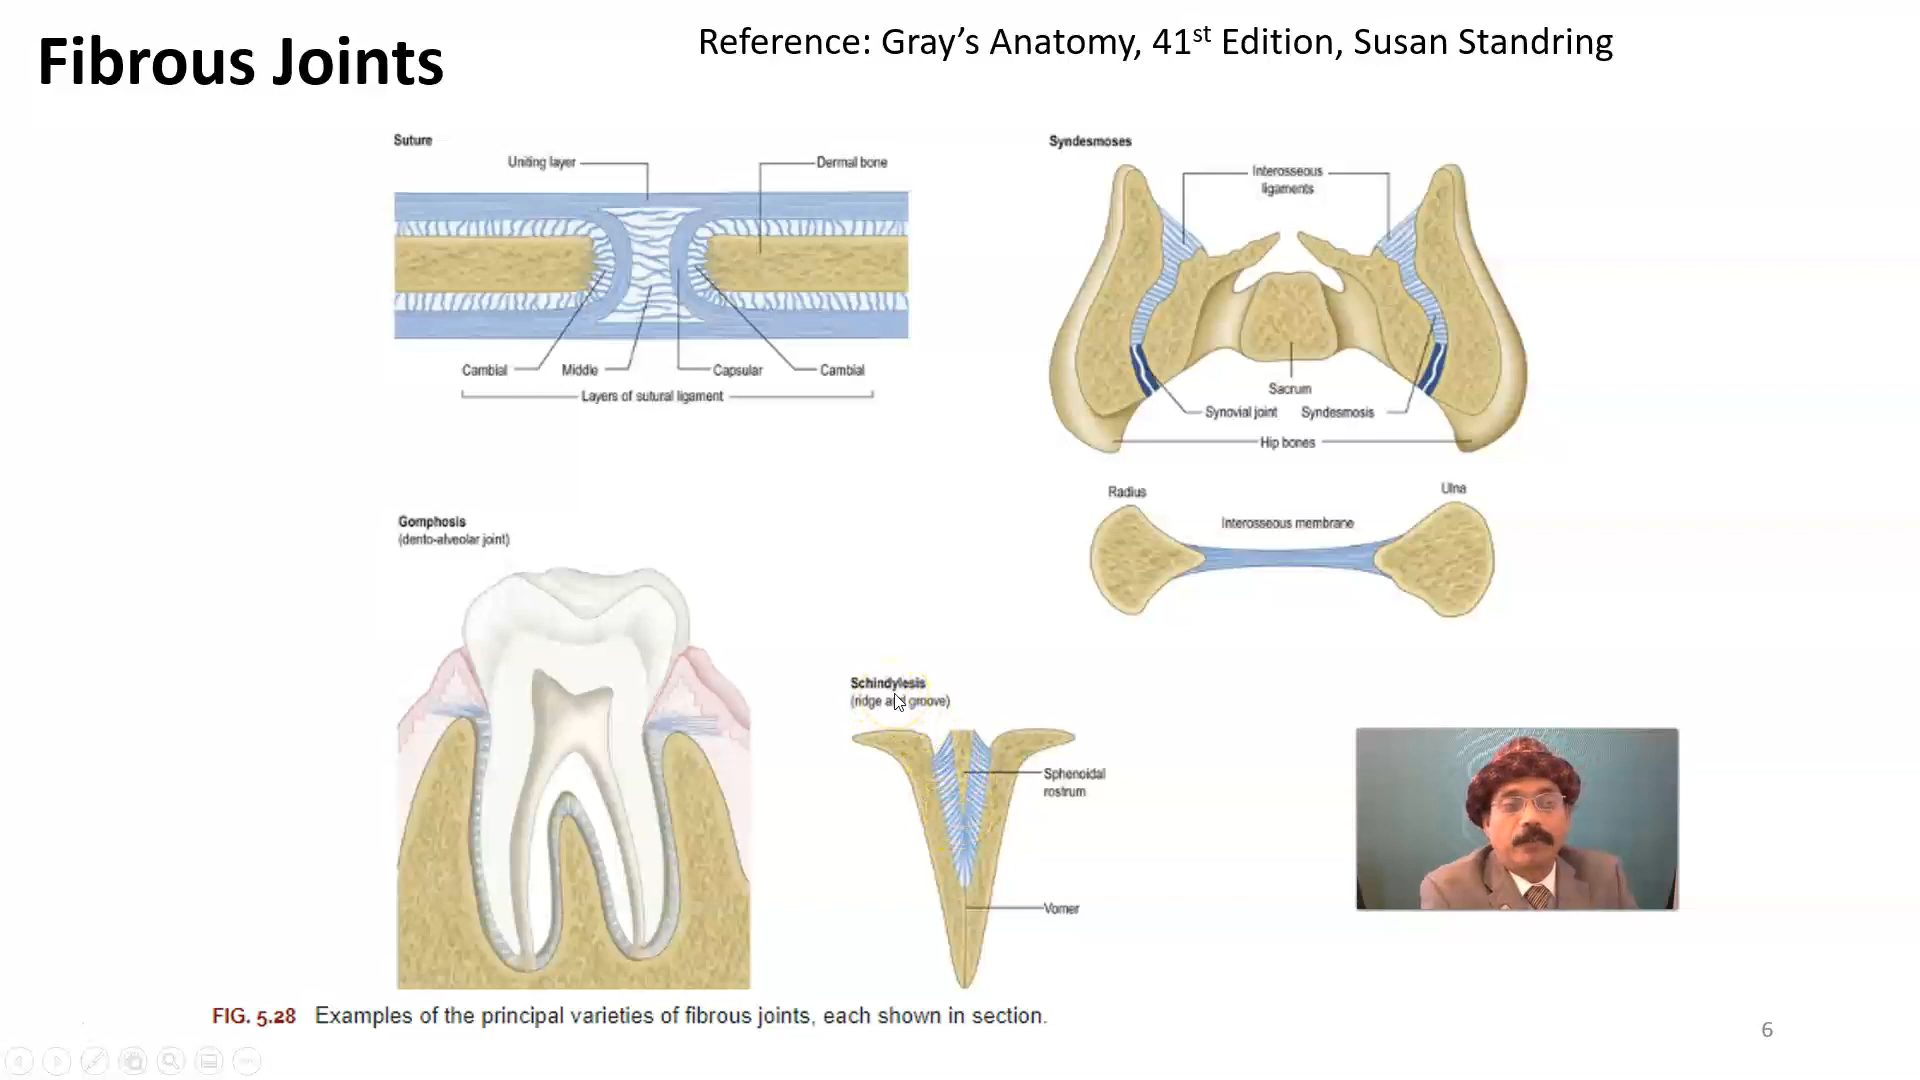 Fibrous Joints
Reference: Gray's Anatomy, 41st Edition, Susan Standring
Suture
Uniting layer
Dermal bone
Cambial
Middle
Capsular
Cambial
Layers of sutural ligament
Syndesmoses
Interosseous
ligaments
Sacrum
Synovial joint
Syndesmosis
Hip bones
Radius
Ulna
Interosseous membrane
Gomphosis
(dento-alveolar joint)
Schindylesis
(ridge and groove)
Sphenoidal
rostrum
Vomer
FIG. 5.28 Examples of the principal varieties of fibrous joints, each shown in section.
6